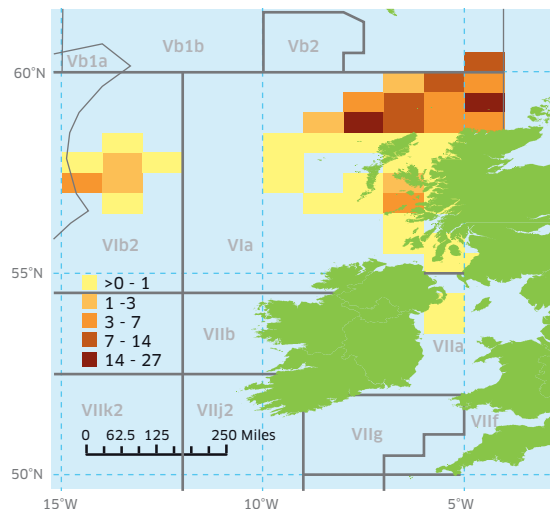 Vb1b
Vb1a
Vb2
60°N
VIb2
VIa
55°N
>0 - 1
1 -3
3 - 7
7 - 14
14 - 27
VIIb
VIIa
VIIk2
VIIj2
VIIg
VIIf
0 62.5 125 250 Miles
50°N
15°W
10°W
5°W